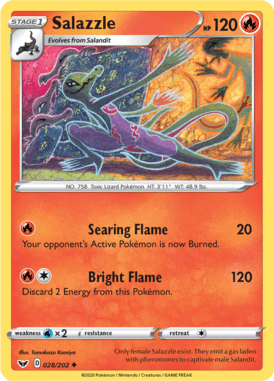 STAGE 1
Salazzle
HP 120
Evolves from Salandit
NO. 758 Toxic Lizard Pokémon HT: 3'11" WT: 48.9 lbs.
Searing Flame 20
Your opponent's Active Pokémon is now Burned.
Bright Flame 120
Discard 2 Energy from this Pokémon.
weakness ×2 resistance retreat
Illus. Tomokazu Komiya
D 028/202
Only female Salazzle exist. They emit a gas laden
with pheromones to captivate male Salandit.
©2020 Pokémon / Nintendo / Creatures / GAME FREAK